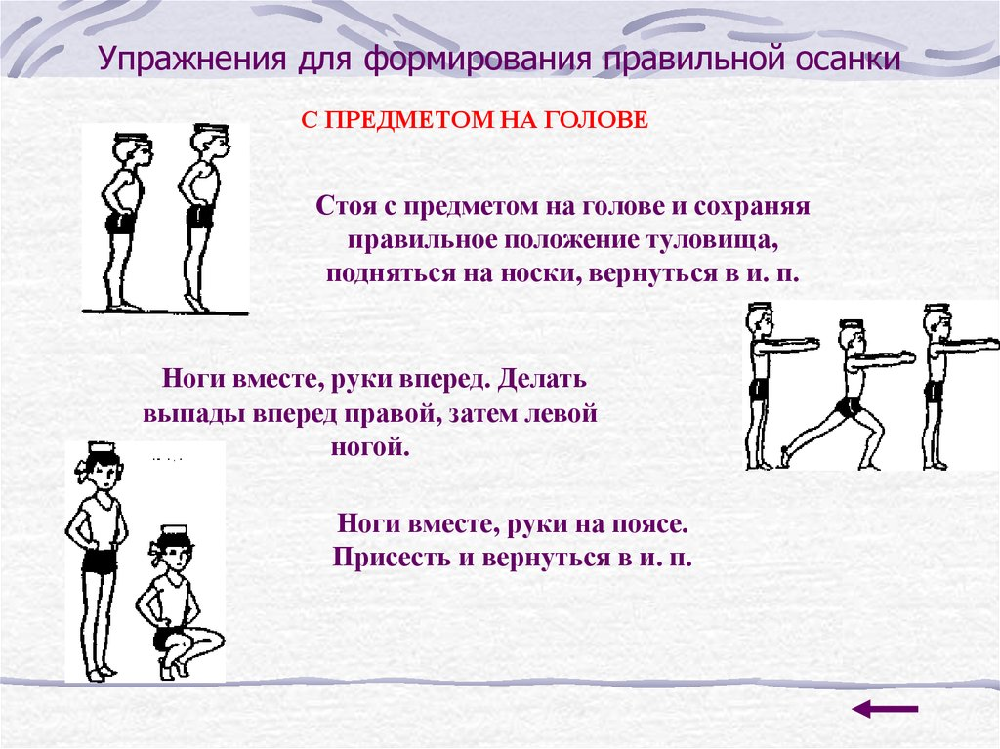 Упражнения для формирования правильной осанки
С ПРЕДМЕТОМ НА ГОЛОВЕ
Стоя с предметом на голове и сохраняя
правильное положение туловища,
подняться на носки, вернуться в и. п.
Ноги вместе, руки вперед. Делать
выпады вперед правой, затем левой
ногой.
Ноги вместе, руки на поясе.
Присесть и вернуться в и. п.